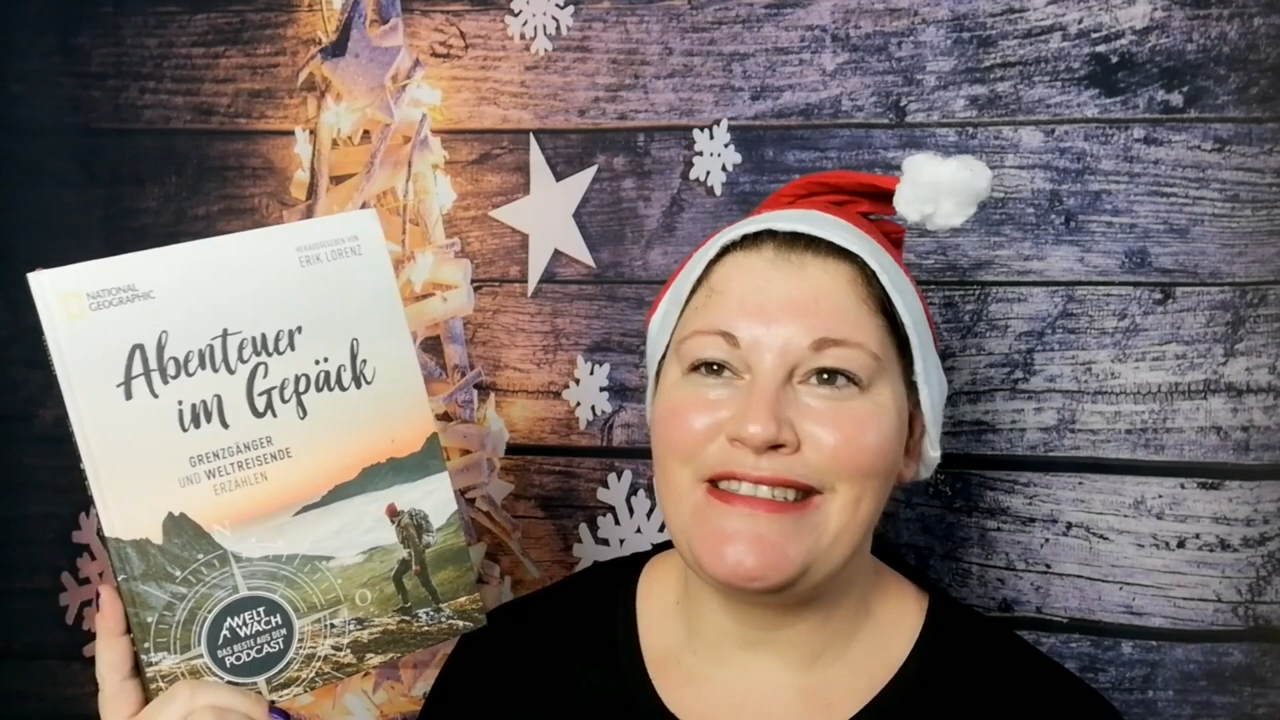 HERAUSGEGEBEN VON
ERIK LORENZ
NATIONAL
GEOGRAPHIC
Abenteuer
im Gepäck
GRENZGÄNGER
UND WELTREISENDE
ERZÄHLEN
N
O
WELT
WACH
DAS BESTE AUS DEM
PODCAST